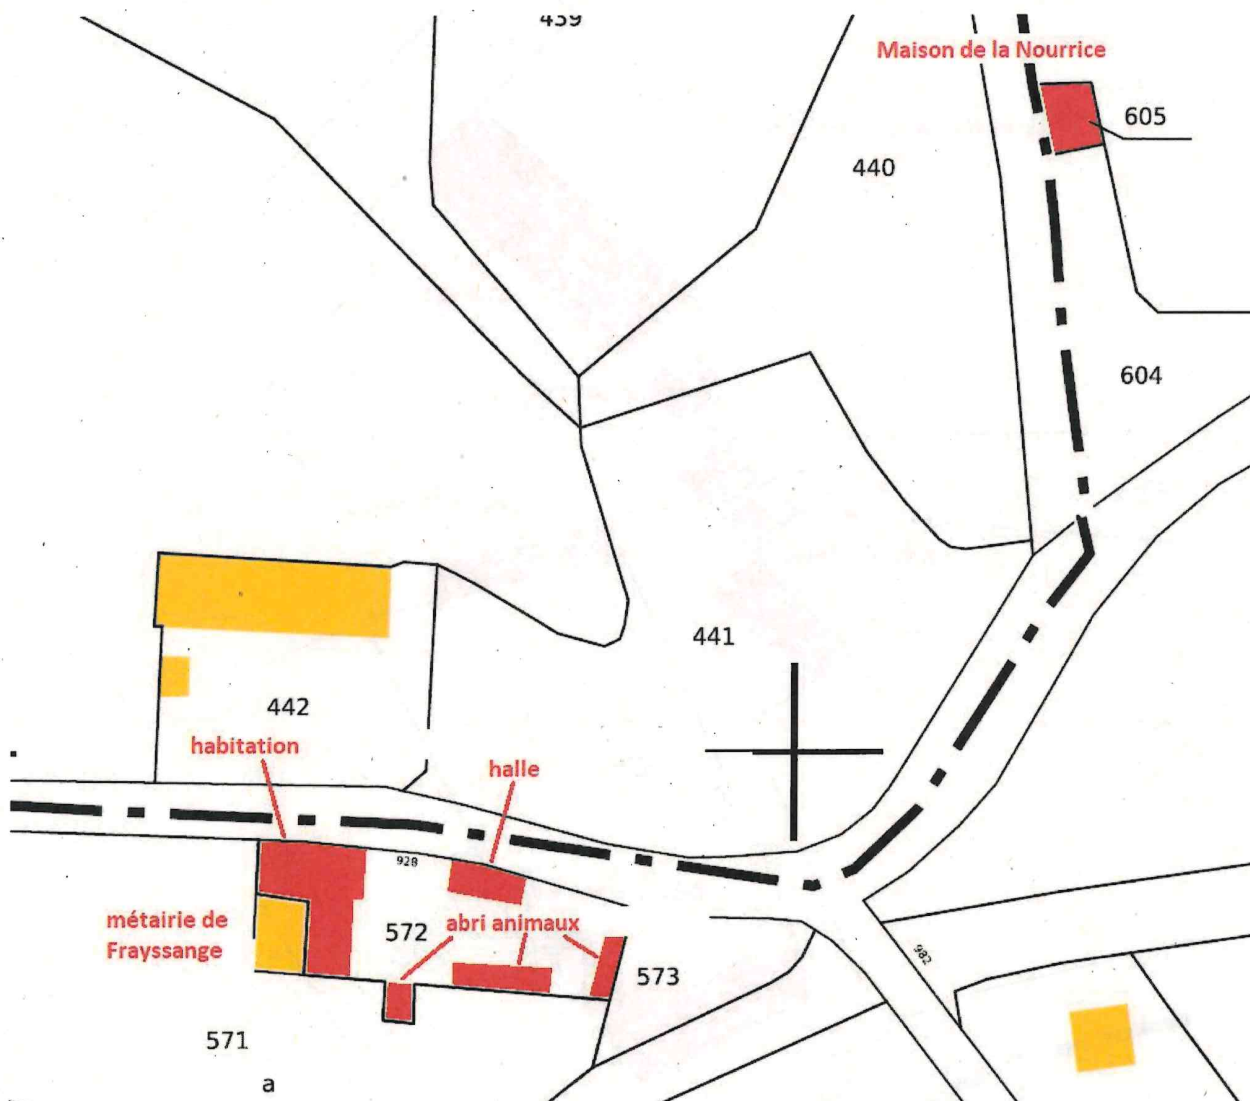 439
Maison de la Nourrice
605
440
604
441
442
habitation
halle
928
métairie de
Frayssange
572
abri animaux
573
982
571
a